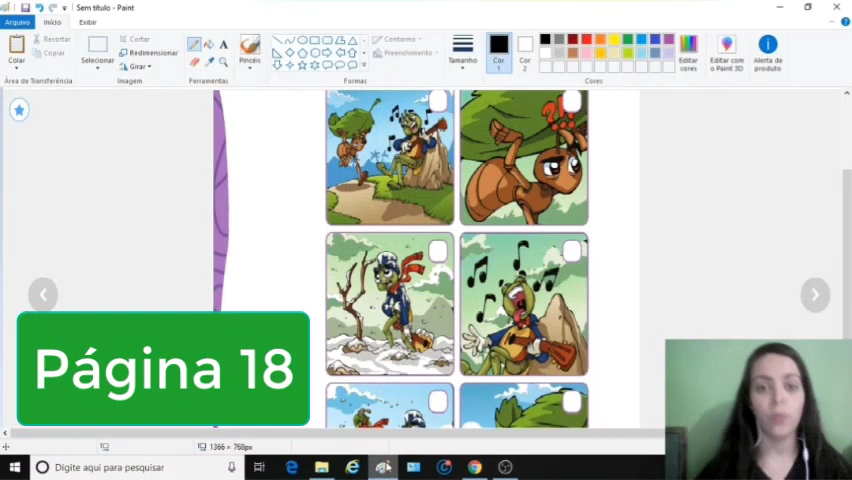 Sem título - Paint
Arquivo
Início
Exibir
Colar
Recortar
Copiar
Área de Transferência
Selecionar
Cortar
Redimensionar
Girar
Imagem
A
Ferramentas
Pincéis
Contorno
Preenchimento
Formas
Tamanho
Cor
1
Cor
2
Editar
cores
Cores
Editar com
o Paint 3D
Alerta de
produto
?!!
Página 18
1366 × 768px
Digite aqui para pesquisar